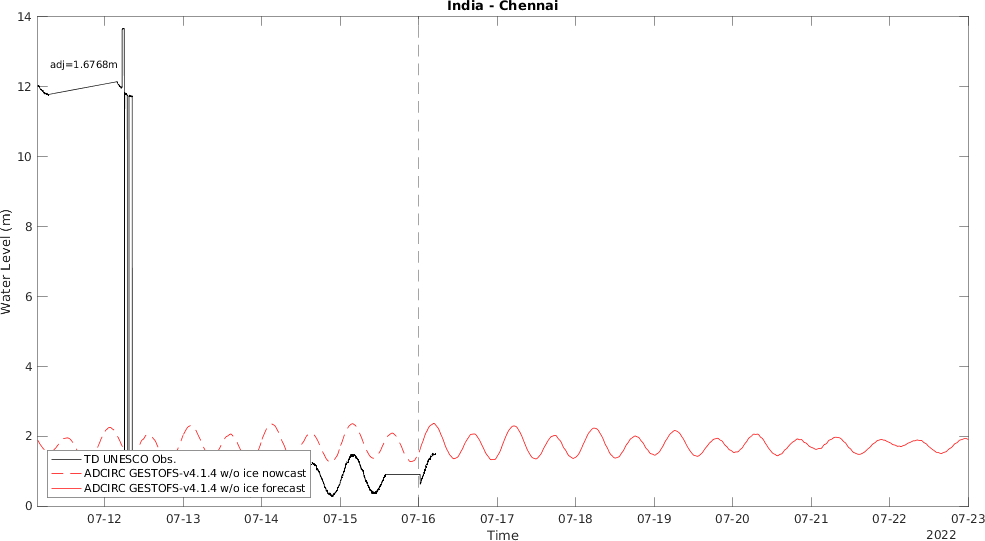 India - Chennai
14
12
10
8
6
4
2
0
Water Level (m)
adj=1.6768m
TD UNESCO Obs.
ADCIRC GESTOFS-v4.1.4 w/o ice nowcast
ADCIRC GESTOFS-v4.1.4 w/o ice forecast
07-12 07-13 07-14 07-15 07-16 07-17 07-18 07-19 07-20 07-21 07-22 07-23
Time
2022